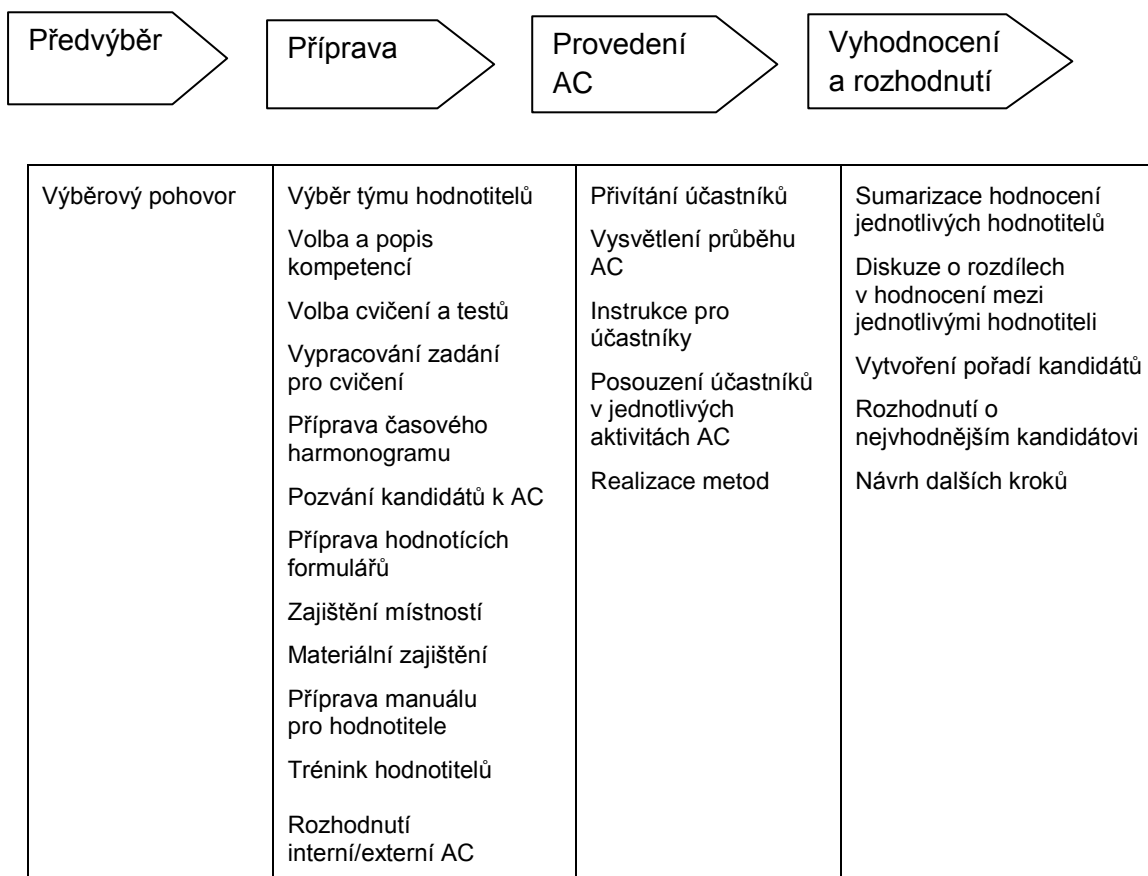 Předvýběr
Příprava
Provedení
AC
Vyhodnocení
a rozhodnutí
Výběrový pohovor
Výběr týmu hodnotitelů
Volba a popis
kompetencí
Volba cvičení a testů
Vypracování zadání
pro cvičení
Příprava časového
harmonogramu
Pozvání kandidátů k AC
Příprava hodnotících
formulářů
Zajištění místností
Materiální zajištění
Příprava manuálu
pro hodnotitele
Trénink hodnotitelů
Rozhodnutí
interní/externí AC
Přivítání účastníků
Vysvětlení průběhu
AC
Instrukce pro
účastníky
Posouzení účastníků
v jednotlivých
aktivitách AC
Realizace metod
Sumarizace hodnocení
jednotlivých hodnotitelů
Diskuze o rozdílech
v hodnocení mezi
jednotlivými hodnotiteli
Vytvoření pořadí kandidátů
Rozhodnutí o
nejvhodnějším kandidátovi
Návrh dalších kroků